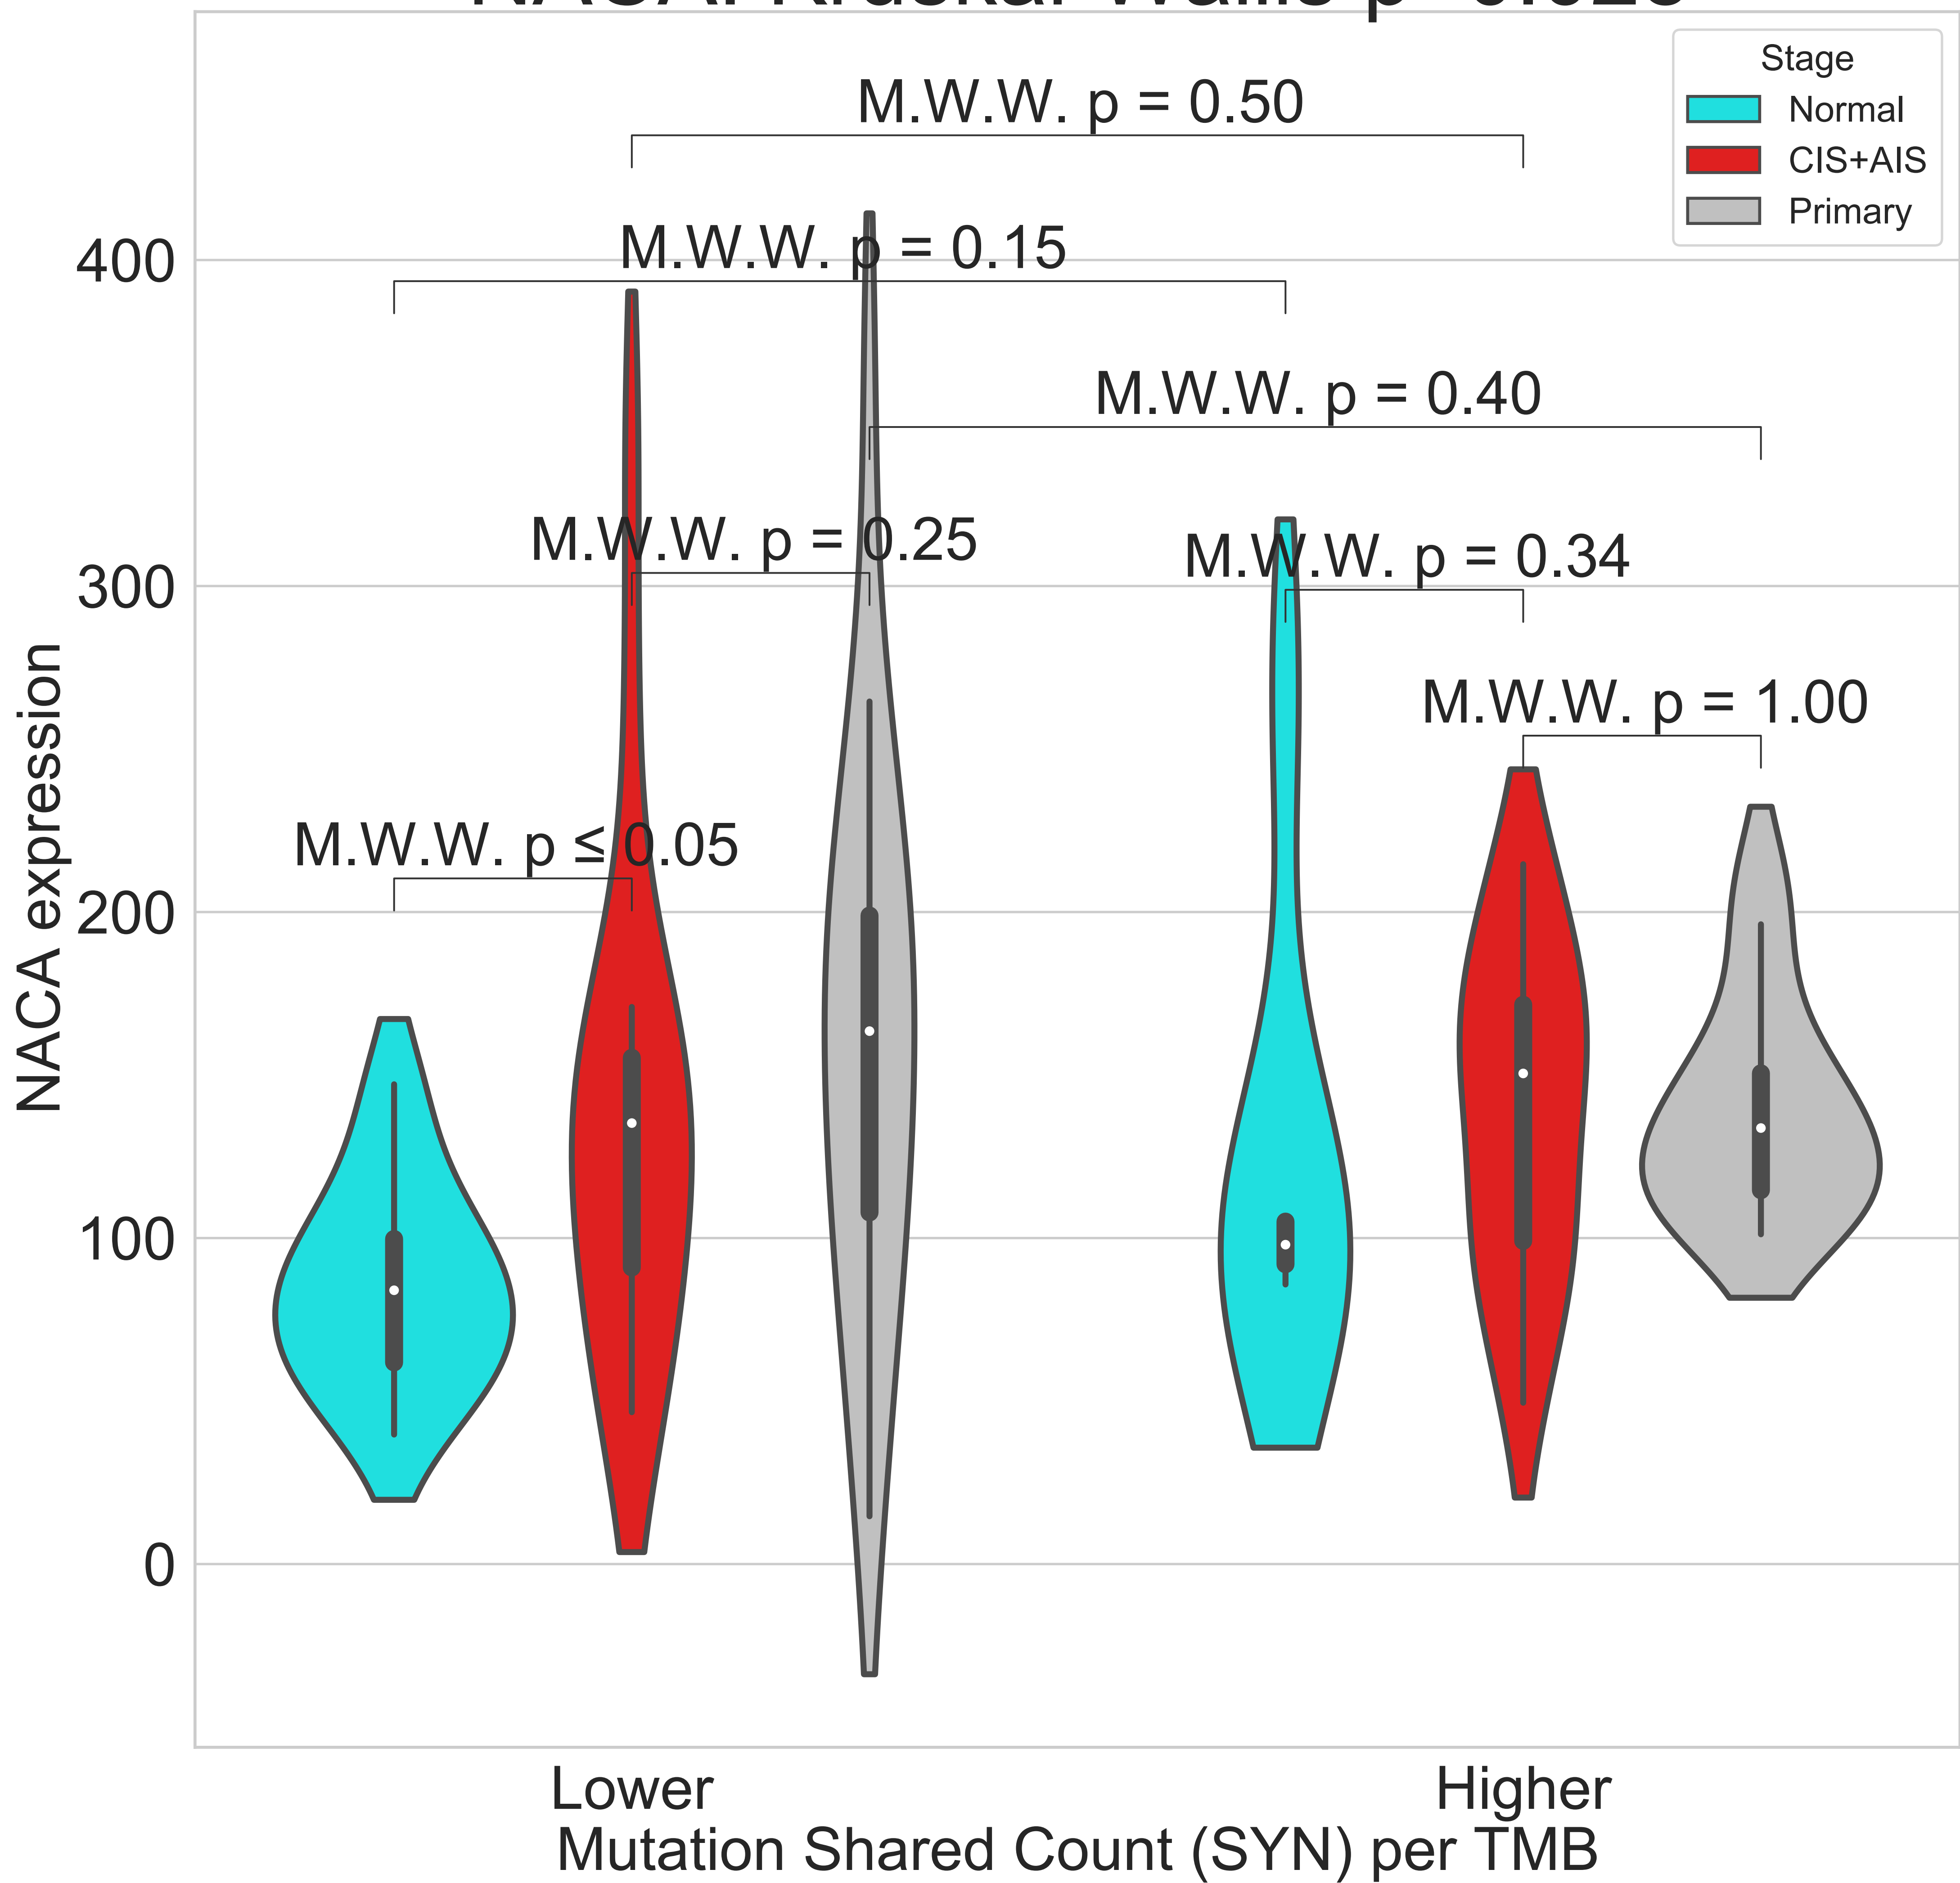 Stage
Normal
CIS+AIS
Primary
M.W.W. p = 0.50
M.W.W. p = 0.15
M.W.W. p = 0.40
M.W.W. p = 0.25
M.W.W. p = 0.34
M.W.W. p = 1.00
M.W.W. p ≤ 0.05
NACA expression
400
300
200
100
0
Lower
Higher
Mutation Shared Count (SYN) per TMB